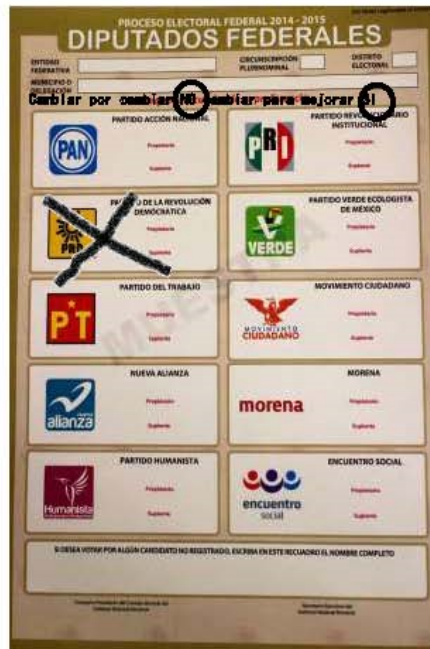 PROCESO ELECTORAL FEDERAL 2014 - 2015
DIPUTADOS FEDERALES
ENTIDAD FEDERATIVA
CIRCUNSCRIPCIÓN PLURINOMINAL
DISTRITO ELECTORAL
MUNICIPIO O DELEGACIÓN
Cambiar por cambiar NO cambiar para mejorar SI
PARTIDO ACCIÓN NACIONAL
PAN
Propietario
Suplente
PARTIDO REVOLUCIONARIO INSTITUCIONAL
PRI
Propietario
Suplente
PARTIDO DE LA REVOLUCIÓN DEMOCRÁTICA
PRD
Propietario
Suplente
PARTIDO VERDE ECOLOGISTA DE MÉXICO
VERDE
Propietario
Suplente
PARTIDO DEL TRABAJO
PT
Propietario
Suplente
MOVIMIENTO CIUDADANO
MOVIMIENTO
CIUDADANO
Propietario
Suplente
NUEVA ALIANZA
nueva
alianza
Propietario
Suplente
MORENA
morena
Propietario
Suplente
PARTIDO HUMANISTA
Humanista
Propietario
Suplente
ENCUENTRO SOCIAL
encuentro
social
Propietario
Suplente
MUESTRA
SI DESEA VOTAR POR ALGÚN CANDIDATO NO REGISTRADO, ESCRIBA EN ESTE RECUADRO EL NOMBRE COMPLETO